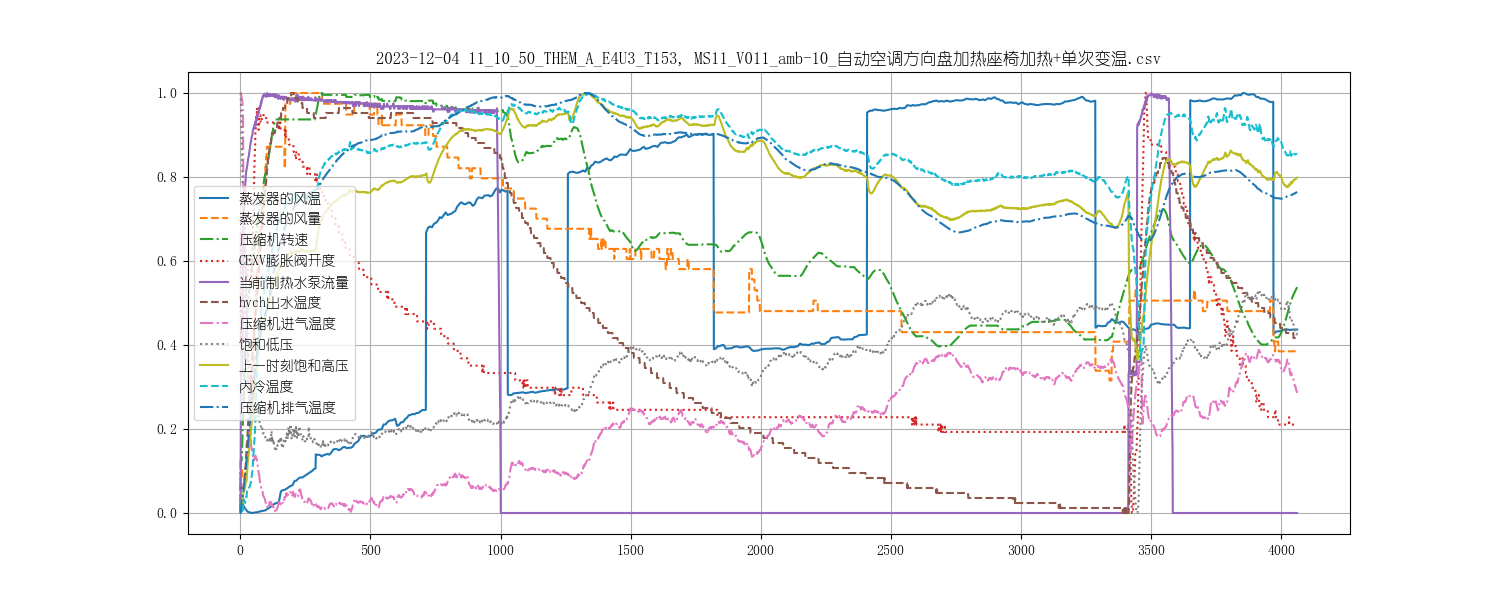 2023-12-04 11_10_50_THEM_A_E4U3_T153, MS11_V011_amb-10_自动空调方向盘加热座椅加热+单次变温.csv
1.0
0.8
0.6
0.4
0.2
0.0
蒸发器的风温
蒸发器的风量
压缩机转速
CEXV膨胀阀开度
当前制热水泵流量
hvch出水温度
压缩机进气温度
饱和低压
上一时刻饱和高压
内冷温度
压缩机排气温度
0 500 1000 1500 2000 2500 3000 3500 4000